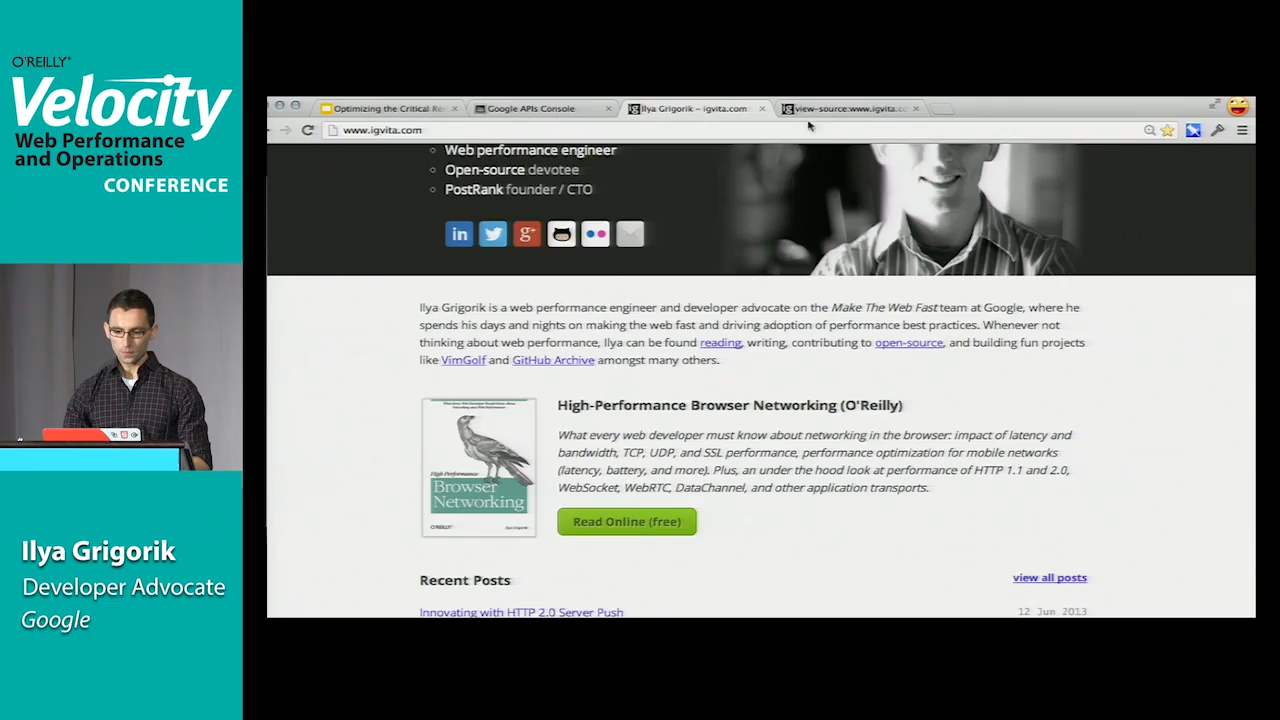 O'REILLY®
Velocity
Web Performance
and Operations
CONFERENCE
Ilya Grigorik
Developer Advocate
Google
Optimizing the Critical Re
Google APIs Console
Ilya Grigorik – igvita.com
view-source:www.igvita.co
www.igvita.com
Web performance engineer
Open-source devotee
PostRank founder / CTO
in
g+
Ilya Grigorik is a web performance engineer and developer advocate on the Make The Web Fast team at Google, where he
spends his days and nights on making the web fast and driving adoption of performance best practices. Whenever not
thinking about web performance, Ilya can be found reading, writing, contributing to open-source, and building fun projects
like VimGolf and GitHub Archive amongst many others.
High Performance
Browser
Networking
O'REILLY
Ilya Grigorik
High-Performance Browser Networking (O'Reilly)
What every web developer must know about networking in the browser: impact of latency and
bandwidth, TCP, UDP, and SSL performance, performance optimization for mobile networks
(latency, battery, and more). Plus, an under the hood look at performance of HTTP 1.1 and 2.0,
WebSocket, WebRTC, DataChannel, and other application transports.
Read Online (free)
Recent Posts
view all posts
Innovating with HTTP 2.0 Server Push
12 Jun 2013